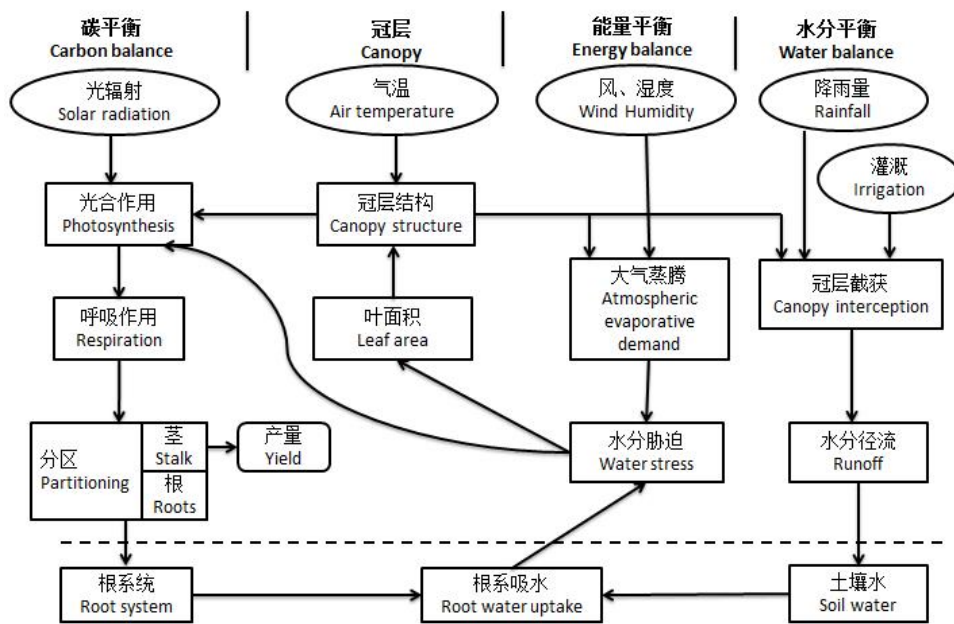 碳平衡
Carbon balance
冠层
Canopy
能量平衡
Energy balance
水分平衡
Water balance
光辐射
Solar radiation
气温
Air temperature
风、湿度
Wind Humidity
降雨量
Rainfall
灌溉
Irrigation
光合作用
Photosynthesis
冠层结构
Canopy structure
大气蒸腾
Atmospheric
evaporative
demand
冠层截获
Canopy interception
呼吸作用
Respiration
叶面积
Leaf area
分区
Partitioning
茎
Stalk
根
Roots
产量
Yield
水分胁迫
Water stress
水分径流
Runoff
根系统
Root system
根系吸水
Root water uptake
土壤水
Soil water